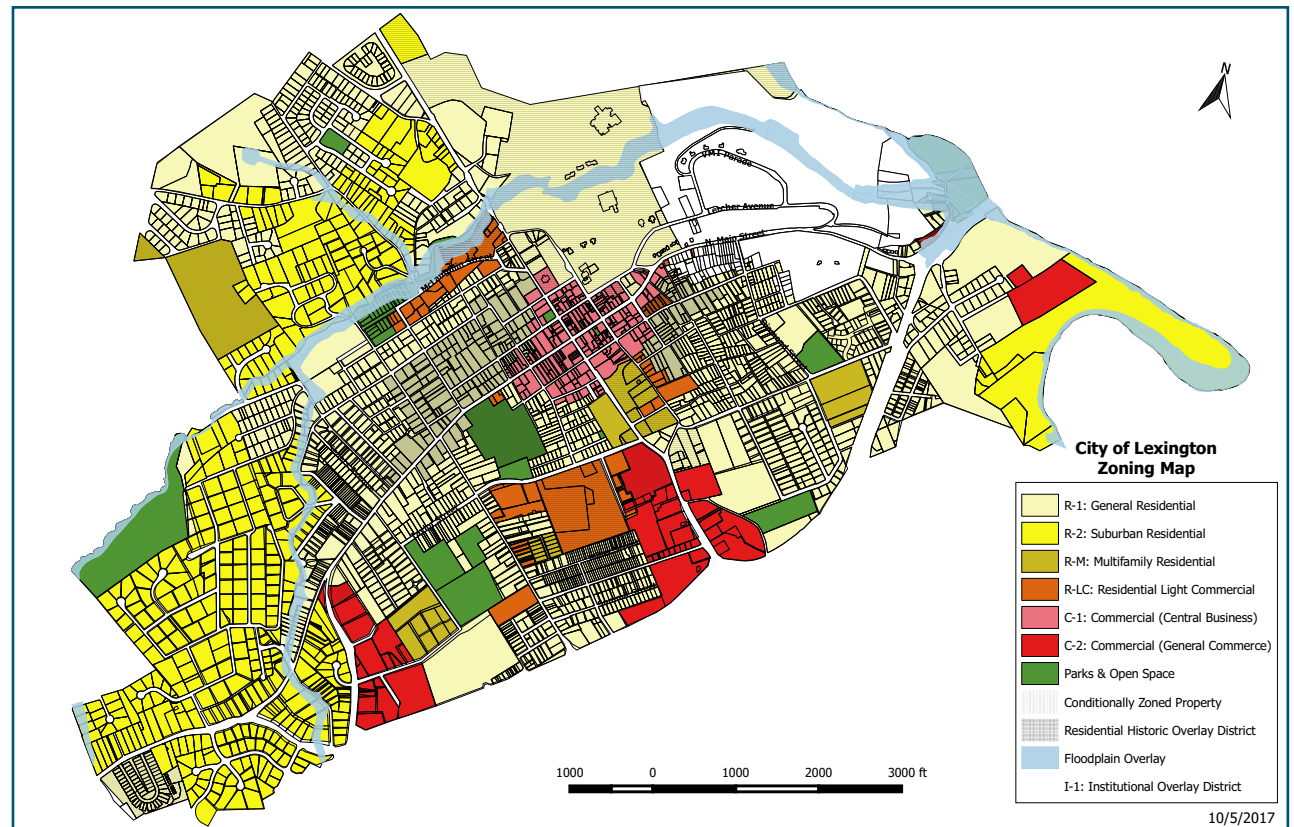 N
VMI Parade
Letcher Avenue
N. Main Street
City of Lexington
Zoning Map
R-1: General Residential
R-2: Suburban Residential
R-M: Multifamily Residential
R-LC: Residential Light Commercial
C-1: Commercial (Central Business)
C-2: Commercial (General Commerce)
Parks & Open Space
Conditionally Zoned Property
Residential Historic Overlay District
Floodplain Overlay
I-1: Institutional Overlay District
1000 0 1000 2000 3000 ft
10/5/2017